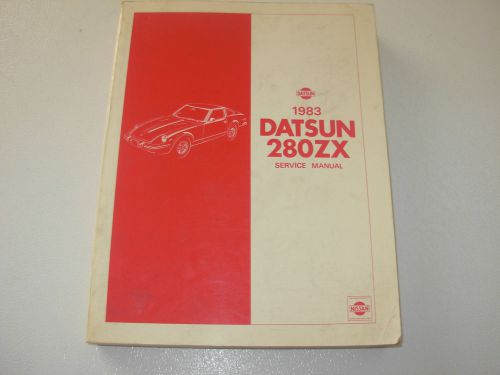 DATSUN
1983
DATSUN
280ZX
SERVICE MANUAL
NISSAN